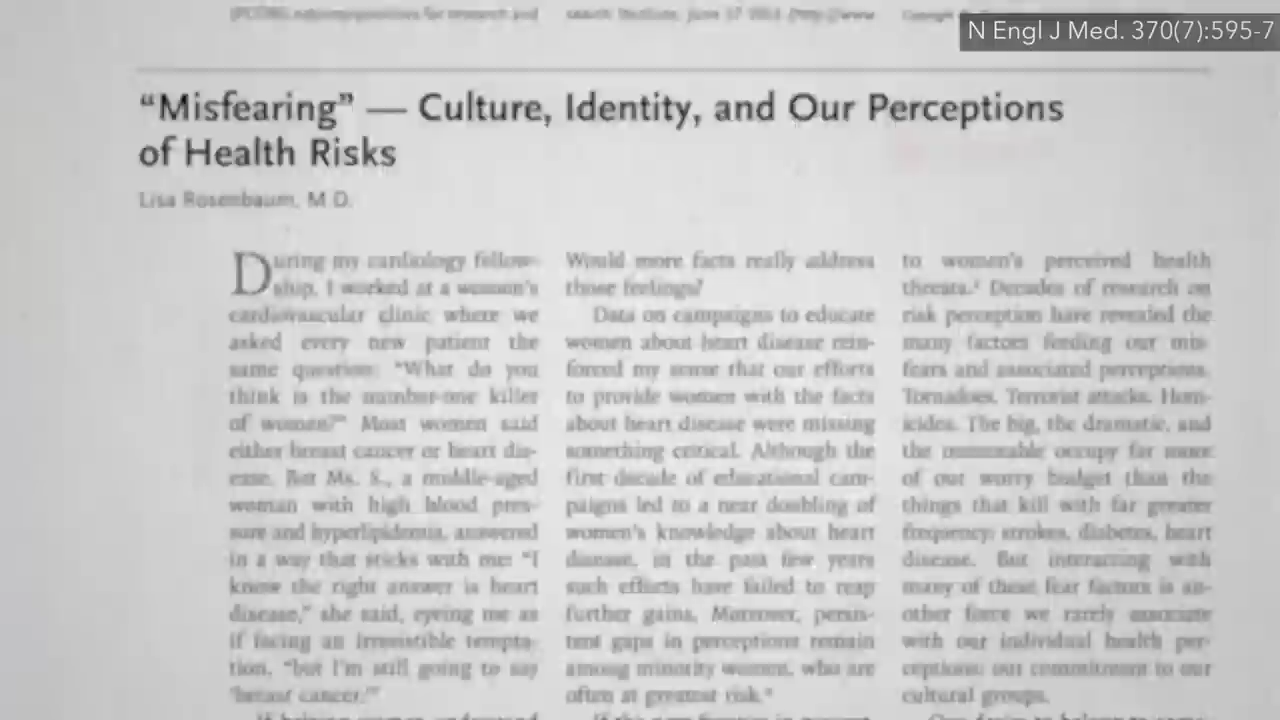 (PCORI)
for research and
June 17 2013 (http://www
N Engl J Med. 370(7):595-7
“Misfearing” — Culture, Identity, and Our Perceptions
of Health Risks
Lisa Rosenbaum, M.D.
During my cardiology fellow-
ship, I worked at a women's
cardiovascular clinic where we
asked every new patient the
same question: “What do you
think is the number-one killer
of women?” Most women said
either breast cancer or heart dis-
ease. But Ms. S., a middle-aged
woman with high blood pres-
sure and hyperlipidemia, answered
in a way that sticks with me: “I
know the right answer is heart
disease,” she said, eyeing me as
if facing an irresistible tempta-
tion, “but I'm still going to say
‘breast cancer.’”
If helping women understand
Would more facts really address
those feelings?
Data on campaigns to educate
women about heart disease rein-
forced my sense that our efforts
to provide women with the facts
about heart disease were missing
something critical. Although the
first decade of educational cam-
paigns led to a near doubling of
women's knowledge about heart
disease, in the past few years
such efforts have failed to reap
further gains. Moreover, persis-
tent gaps in perceptions remain
among minority women, who are
often at greatest risk.
to women's perceived health
threats. Decades of research on
risk perception have revealed the
many factors feeding our mis-
fears and associated perceptions.
Tornadoes. Terrorist attacks. Hom-
icides. The big, the dramatic, and
the memorable occupy far more
of our worry budget than the
things that kill with far greater
frequency: strokes, diabetes, heart
disease. But interacting with
many of these fear factors is an-
other force we rarely associate
with our individual health per-
ceptions: our commitment to our
cultural groups.